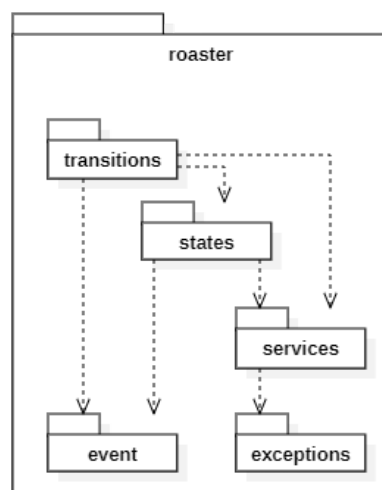 roaster
transitions
states
services
event
exceptions